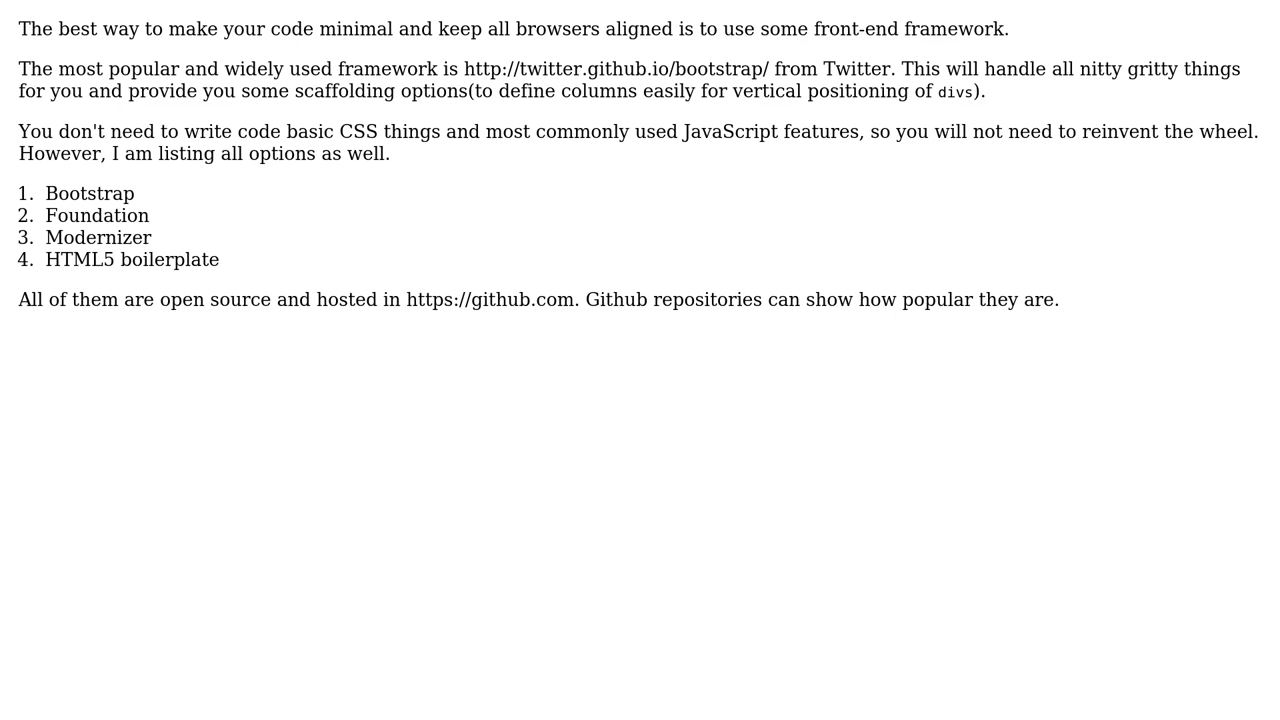 The best way to make your code minimal and keep all browsers aligned is to use some front-end framework.
The most popular and widely used framework is http://twitter.github.io/bootstrap/ from Twitter. This will handle all nitty gritty things
for you and provide you some scaffolding options(to define columns easily for vertical positioning of divs).
You don't need to write code basic CSS things and most commonly used JavaScript features, so you will not need to reinvent the wheel.
However, I am listing all options as well.
1. Bootstrap
2. Foundation
3. Modernizer
4. HTML5 boilerplate
All of them are open source and hosted in https://github.com. Github repositories can show how popular they are.